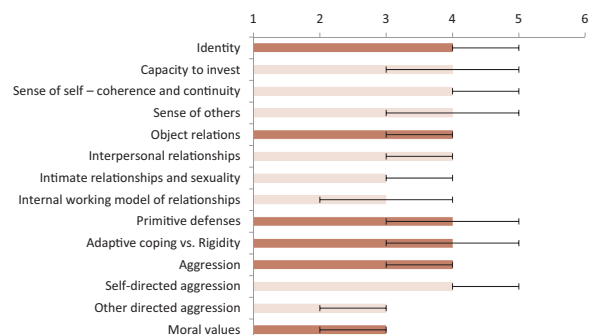 1 2 3 4 5 6
Identity
Capacity to invest
Sense of self – coherence and continuity
Sense of others
Object relations
Interpersonal relationships
Intimate relationships and sexuality
Internal working model of relationships
Primitive defenses
Adaptive coping vs. Rigidity
Aggression
Self-directed aggression
Other directed aggression
Moral values